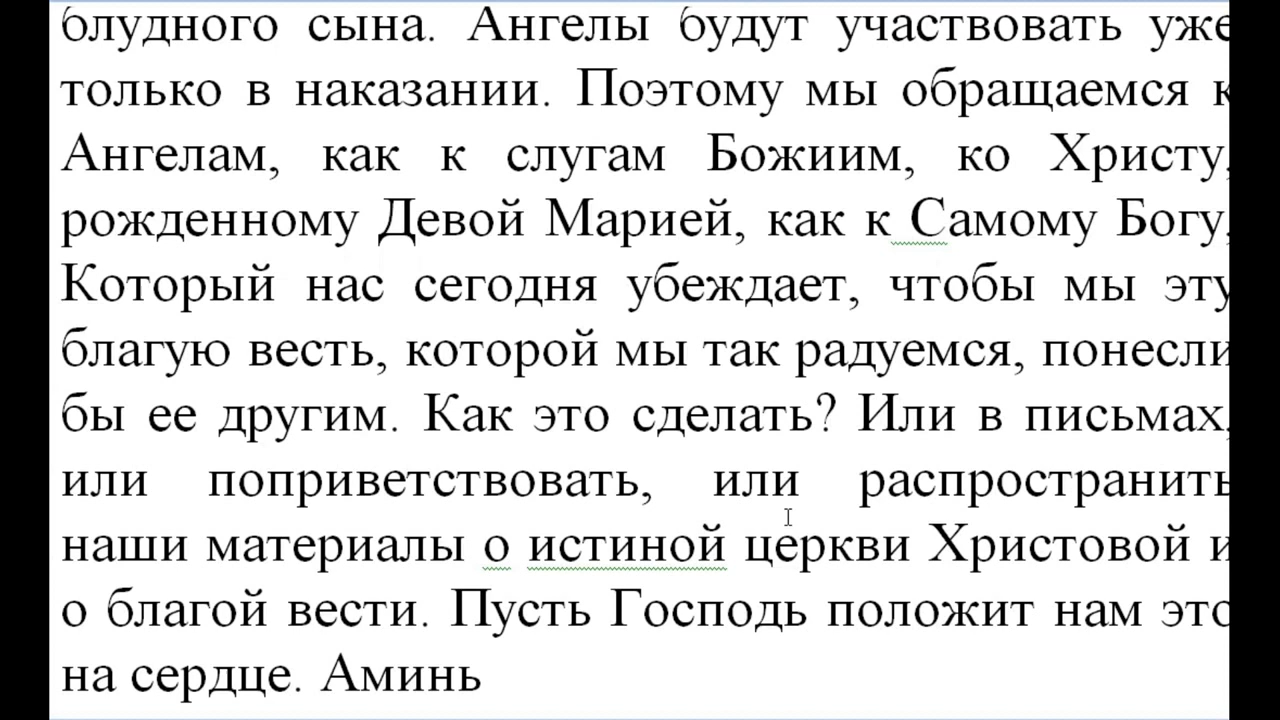 блудного сына. Ангелы будут участвовать уже
только в наказании. Поэтому мы обращаемся к
Ангелам, как к слугам Божиим, ко Христу,
рожденному Девой Марией, как к Самому Богу,
Который нас сегодня убеждает, чтобы мы эту
благую весть, которой мы так радуемся, понесли
бы ее другим. Как это сделать? Или в письмах,
или поприветствовать, или распространить
наши материалы о истиной церкви Христовой и
о благой вести. Пусть Господь положит нам это
на сердце. Аминь